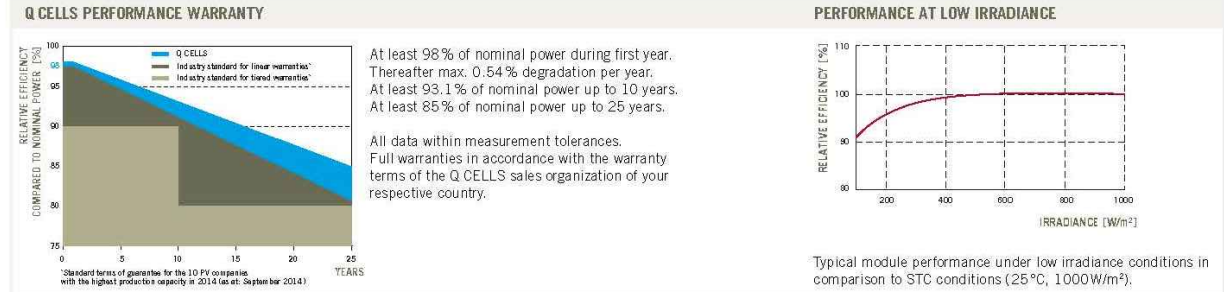 Q CELLS PERFORMANCE WARRANTY
RELATIVE EFFICIENCY
COMPARED TO NOMINAL POWER [%]
100
98
95
90
85
80
75
Q CELLS
Industry standard for linear warranties*
Industry standard for tiered warranties*
0 5 10 15 20 25
YEARS
*Standard terms of guarantee for the 10 PV companies
with the highest production capacity in 2014 (as at: September 2014)
At least 98 % of nominal power during first year.
Thereafter max. 0.54 % degradation per year.
At least 93.1 % of nominal power up to 10 years.
At least 85 % of nominal power up to 25 years.
All data within measurement tolerances.
Full warranties in accordance with the warranty
terms of the Q CELLS sales organization of your
respective country.
PERFORMANCE AT LOW IRRADIANCE
RELATIVE EFFICIENCY [%]
110
100
90
80
200 400 600 800 1000
IRRADIANCE [W/m²]
Typical module performance under low irradiance conditions in
comparison to STC conditions (25 °C, 1000 W/m²).